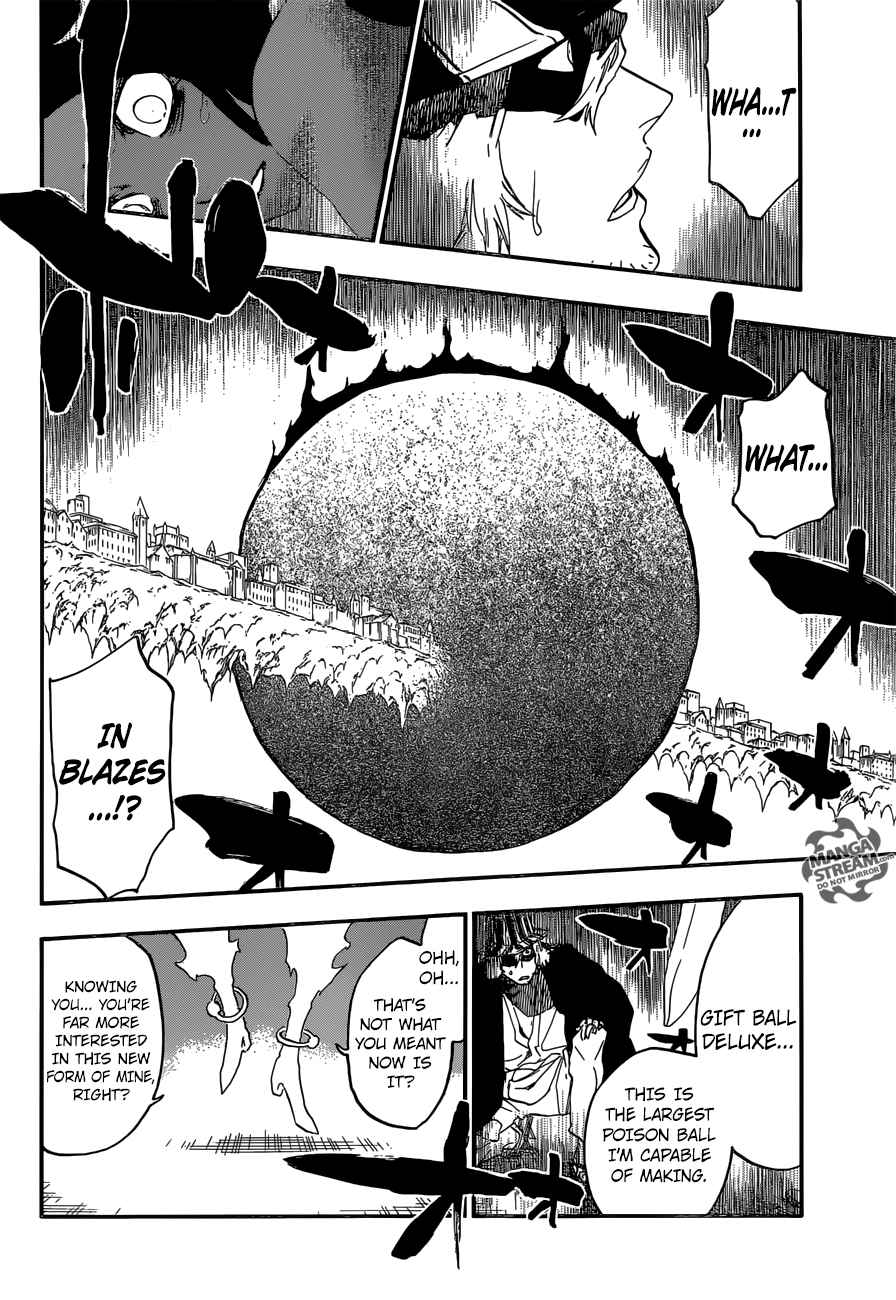 WHA...T
...
WHAT...
IN
BLAZES
...!?
MANGA
STREAM.com
DO NOT MIRROR
GIFT BALL
DELUXE...
THIS IS
THE LARGEST
POISON BALL
I'M CAPABLE
OF MAKING.
OHH,
OH...
THAT'S
NOT WHAT
YOU MEANT
NOW IS
IT?
KNOWING
YOU... YOU'RE
FAR MORE
INTERESTED
IN THIS NEW
FORM OF MINE,
RIGHT?